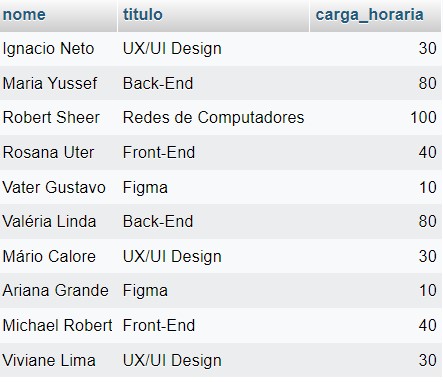 nome titulo carga_horaria
Ignacio Neto UX/UI Design 30
Maria Yussef Back-End 80
Robert Sheer Redes de Computadores 100
Rosana Uter Front-End 40
Vater Gustavo Figma 10
Valéria Linda Back-End 80
Mário Calore UX/UI Design 30
Ariana Grande Figma 10
Michael Robert Front-End 40
Viviane Lima UX/UI Design 30